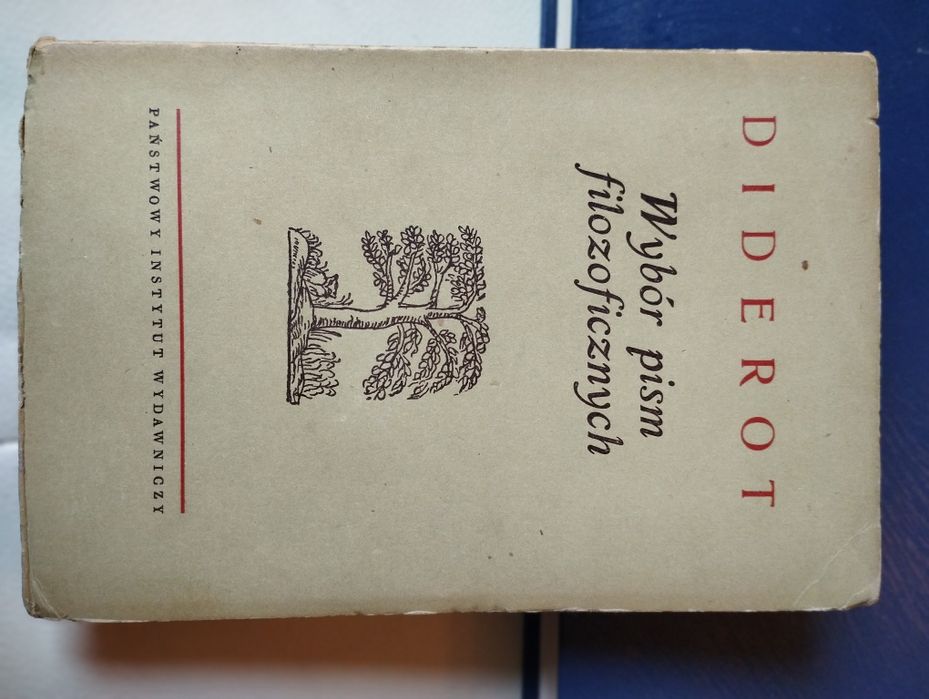 DIDEROT
Wybór pism
filozoficznych
PAŃSTWOWY INSTYTUT WYDAWNICZY